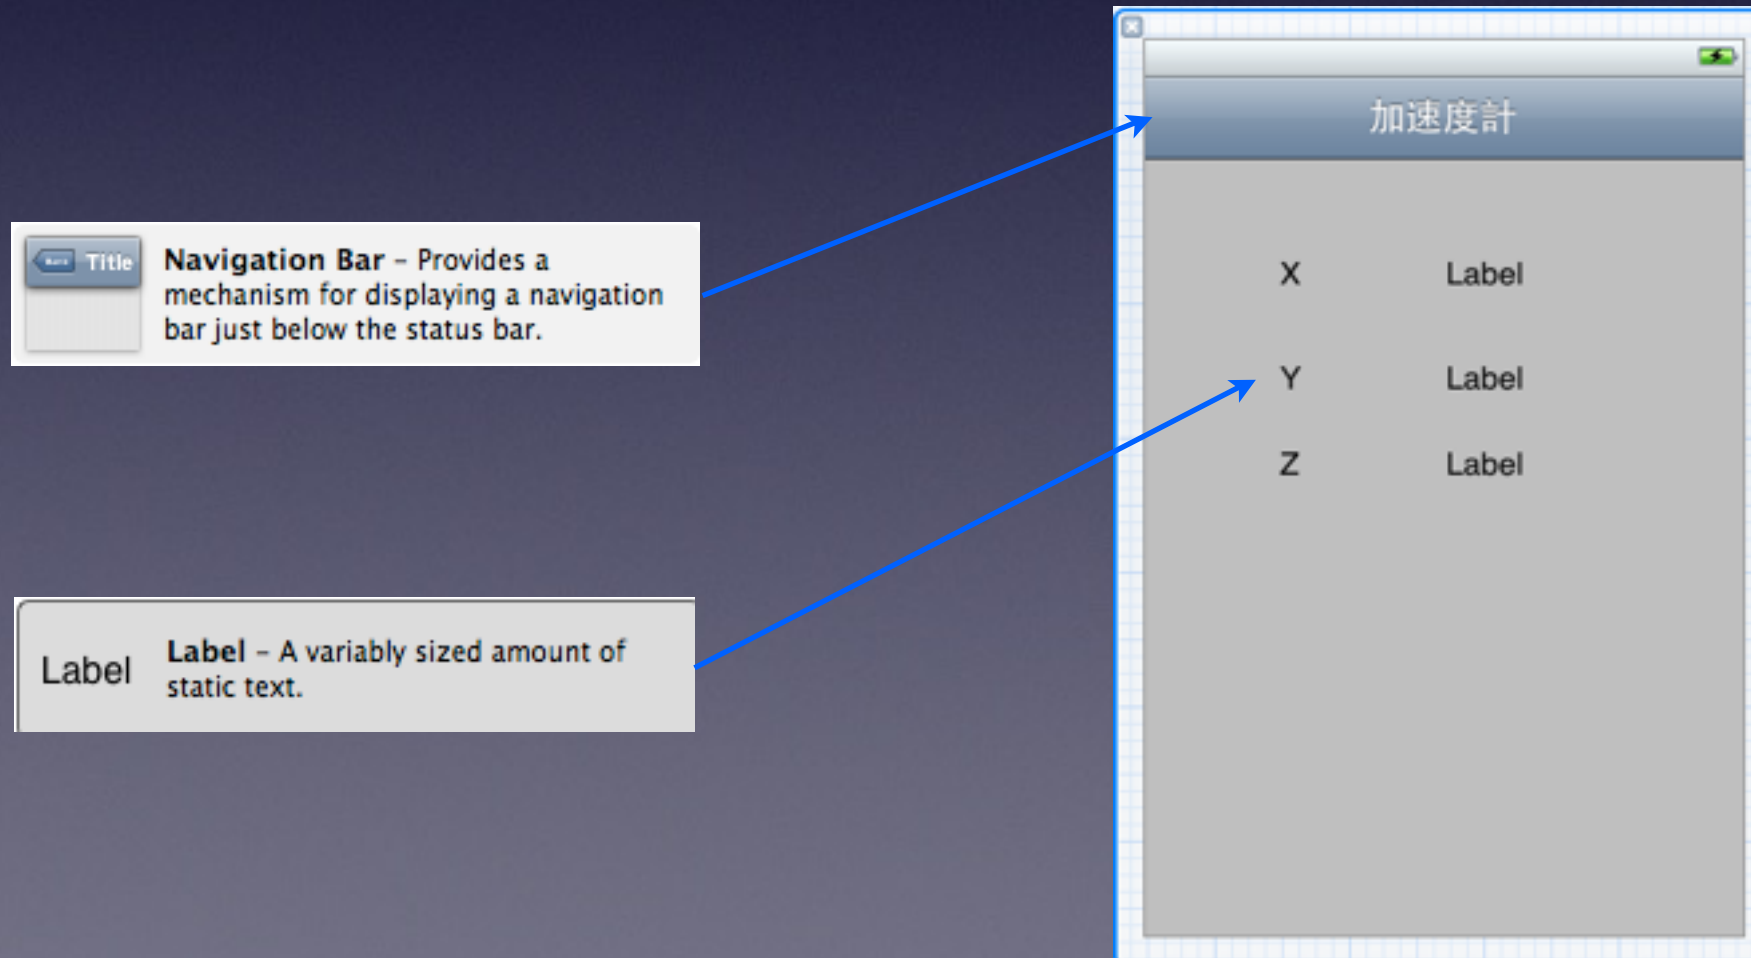 加速度計
Title
Navigation Bar – Provides a
mechanism for displaying a navigation
bar just below the status bar.
X Label
Y Label
Z Label
Label
Label – A variably sized amount of
static text.